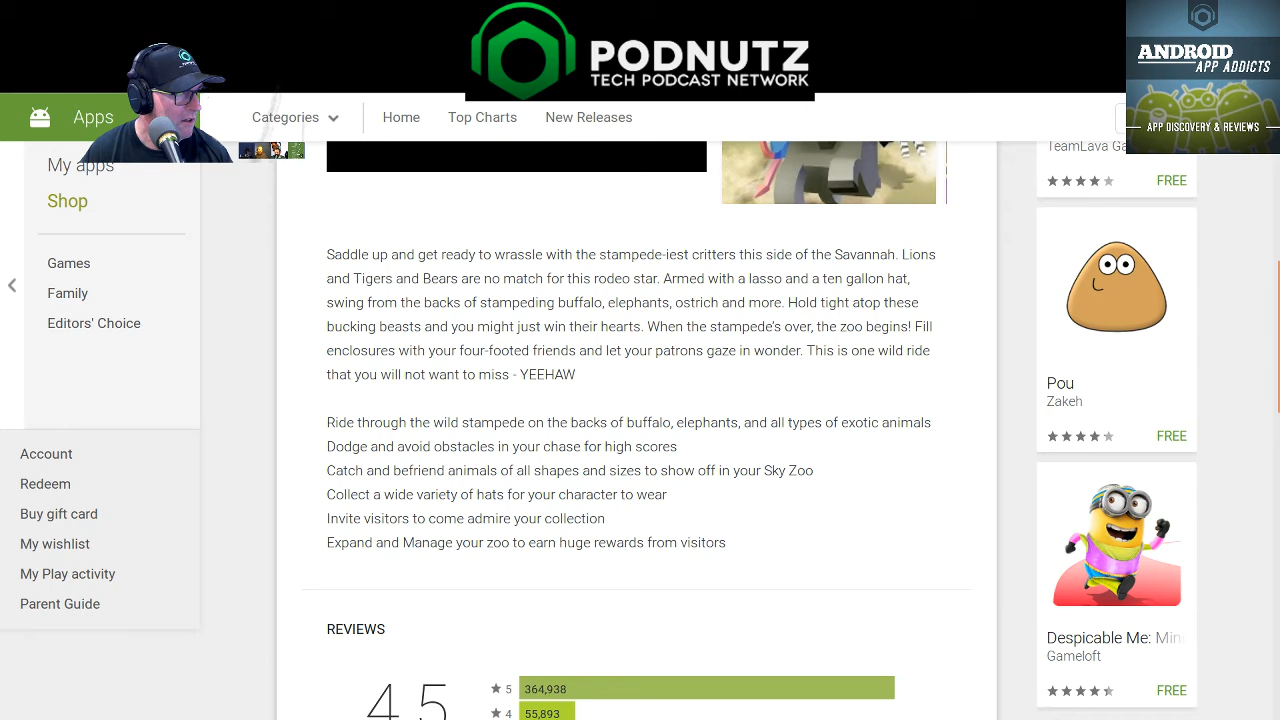 PODNUTZ
TECH PODCAST NETWORK
ANDROID
APP ADDICTS
APP DISCOVERY & REVIEWS
Apps
Categories
Home
Top Charts
New Releases
My apps
Shop
Games
Family
Editors' Choice
Account
Redeem
Buy gift card
My wishlist
My Play activity
Parent Guide
Saddle up and get ready to wrassle with the stampede-iest critters this side of the Savannah. Lions
and Tigers and Bears are no match for this rodeo star. Armed with a lasso and a ten gallon hat,
swing from the backs of stampeding buffalo, elephants, ostrich and more. Hold tight atop these
bucking beasts and you might just win their hearts. When the stampede's over, the zoo begins! Fill
enclosures with your four-footed friends and let your patrons gaze in wonder. This is one wild ride
that you will not want to miss - YEEHAW
Ride through the wild stampede on the backs of buffalo, elephants, and all types of exotic animals
Dodge and avoid obstacles in your chase for high scores
Catch and befriend animals of all shapes and sizes to show off in your Sky Zoo
Collect a wide variety of hats for your character to wear
Invite visitors to come admire your collection
Expand and Manage your zoo to earn huge rewards from visitors
REVIEWS
4.5
5 364,938
4 55,893
TeamLava Ga
FREE
Pou
Zakeh
FREE
Despicable Me: Min
Gameloft
FREE